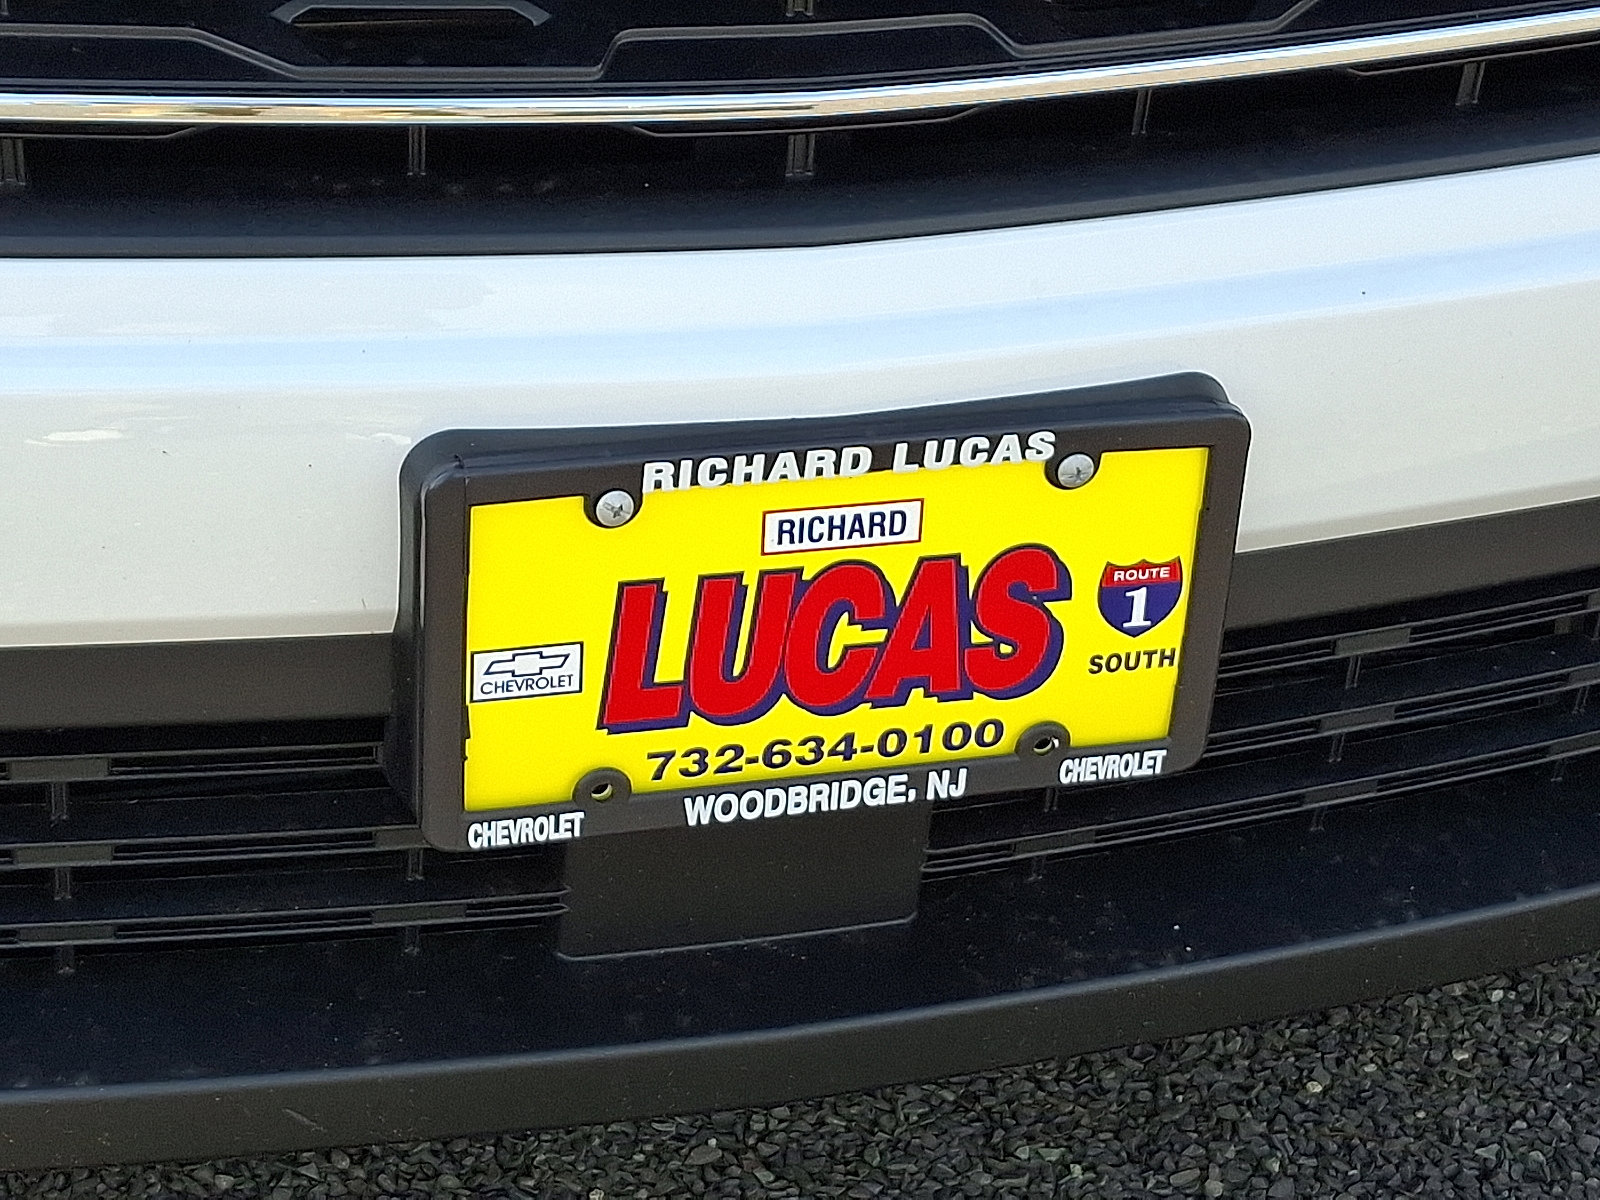 RICHARD LUCAS
RICHARD
LUCAS
ROUTE
1
SOUTH
CHEVROLET
732-634-0100
CHEVROLET
WOODBRIDGE, NJ
CHEVROLET